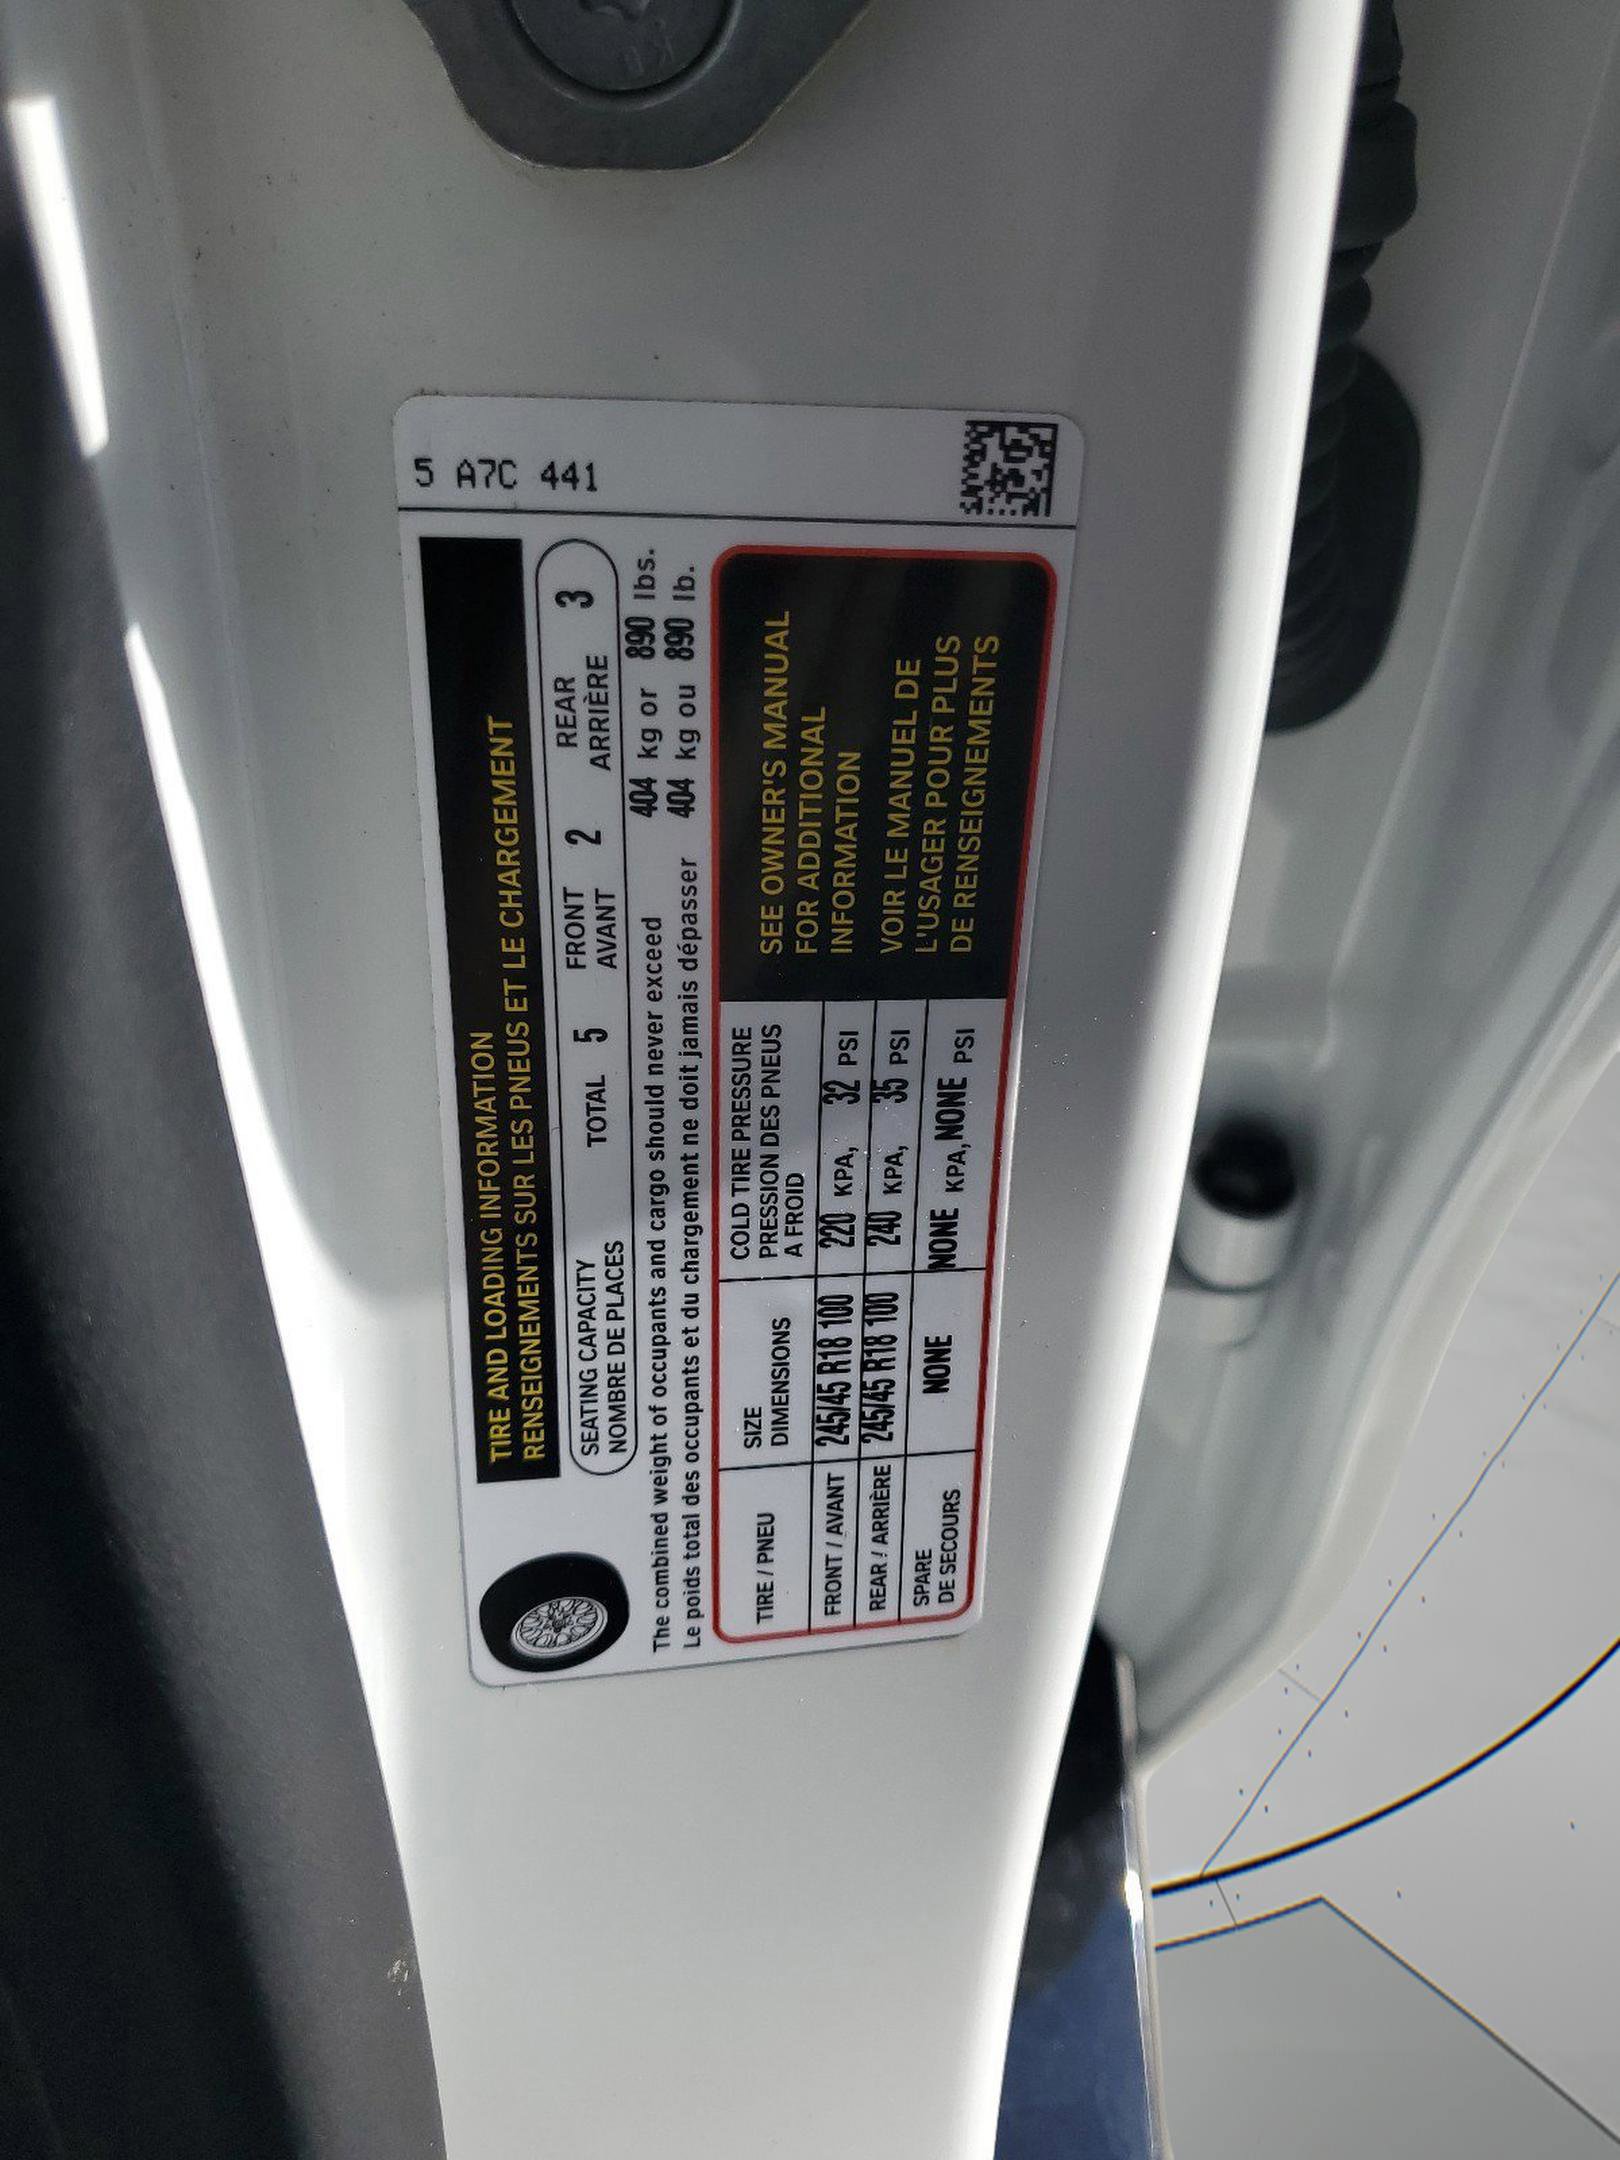 5 A7C 441
TIRE AND LOADING INFORMATION
RENSEIGNEMENTS SUR LES PNEUS ET LE CHARGEMENT
SEATING CAPACITY
NOMBRE DE PLACES
TOTAL 5
FRONT
AVANT 2
REAR
ARRIÈRE 3
The combined weight of occupants and cargo should never exceed 404 kg or 890 lbs.
Le poids total des occupants et du chargement ne doit jamais dépasser 404 kg ou 890 lb.
TIRE / PNEU
SIZE
DIMENSIONS
COLD TIRE PRESSURE
PRESSION DES PNEUS
A FROID
FRONT / AVANT 245/45 R18 100 220 KPA, 32 PSI
REAR / ARRIÈRE 245/45 R18 100 240 KPA, 35 PSI
SPARE
DE SECOURS NONE NONE KPA, NONE PSI
SEE OWNER'S MANUAL
FOR ADDITIONAL
INFORMATION
VOIR LE MANUEL DE
L'USAGER POUR PLUS
DE RENSEIGNEMENTS